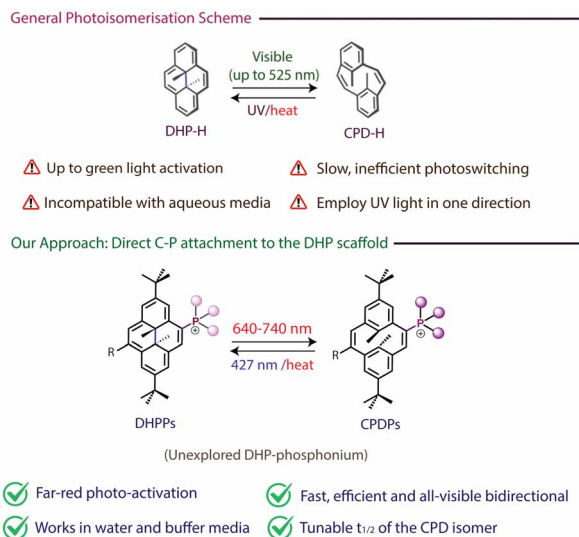 General Photoisomerisation Scheme
Visible
(up to 525 nm)
UV/heat
DHP-H
CPD-H
Up to green light activation
Slow, inefficient photoswitching
Incompatible with aqueous media
Employ UV light in one direction
Our Approach: Direct C-P attachment to the DHP scaffold
P
⊕
R
640-740 nm
427 nm /heat
P
⊕
R
DHPPs
CPDPs
(Unexplored DHP-phosphonium)
Far-red photo-activation
Fast, efficient and all-visible bidirectional
Works in water and buffer media
Tunable t1/2 of the CPD isomer